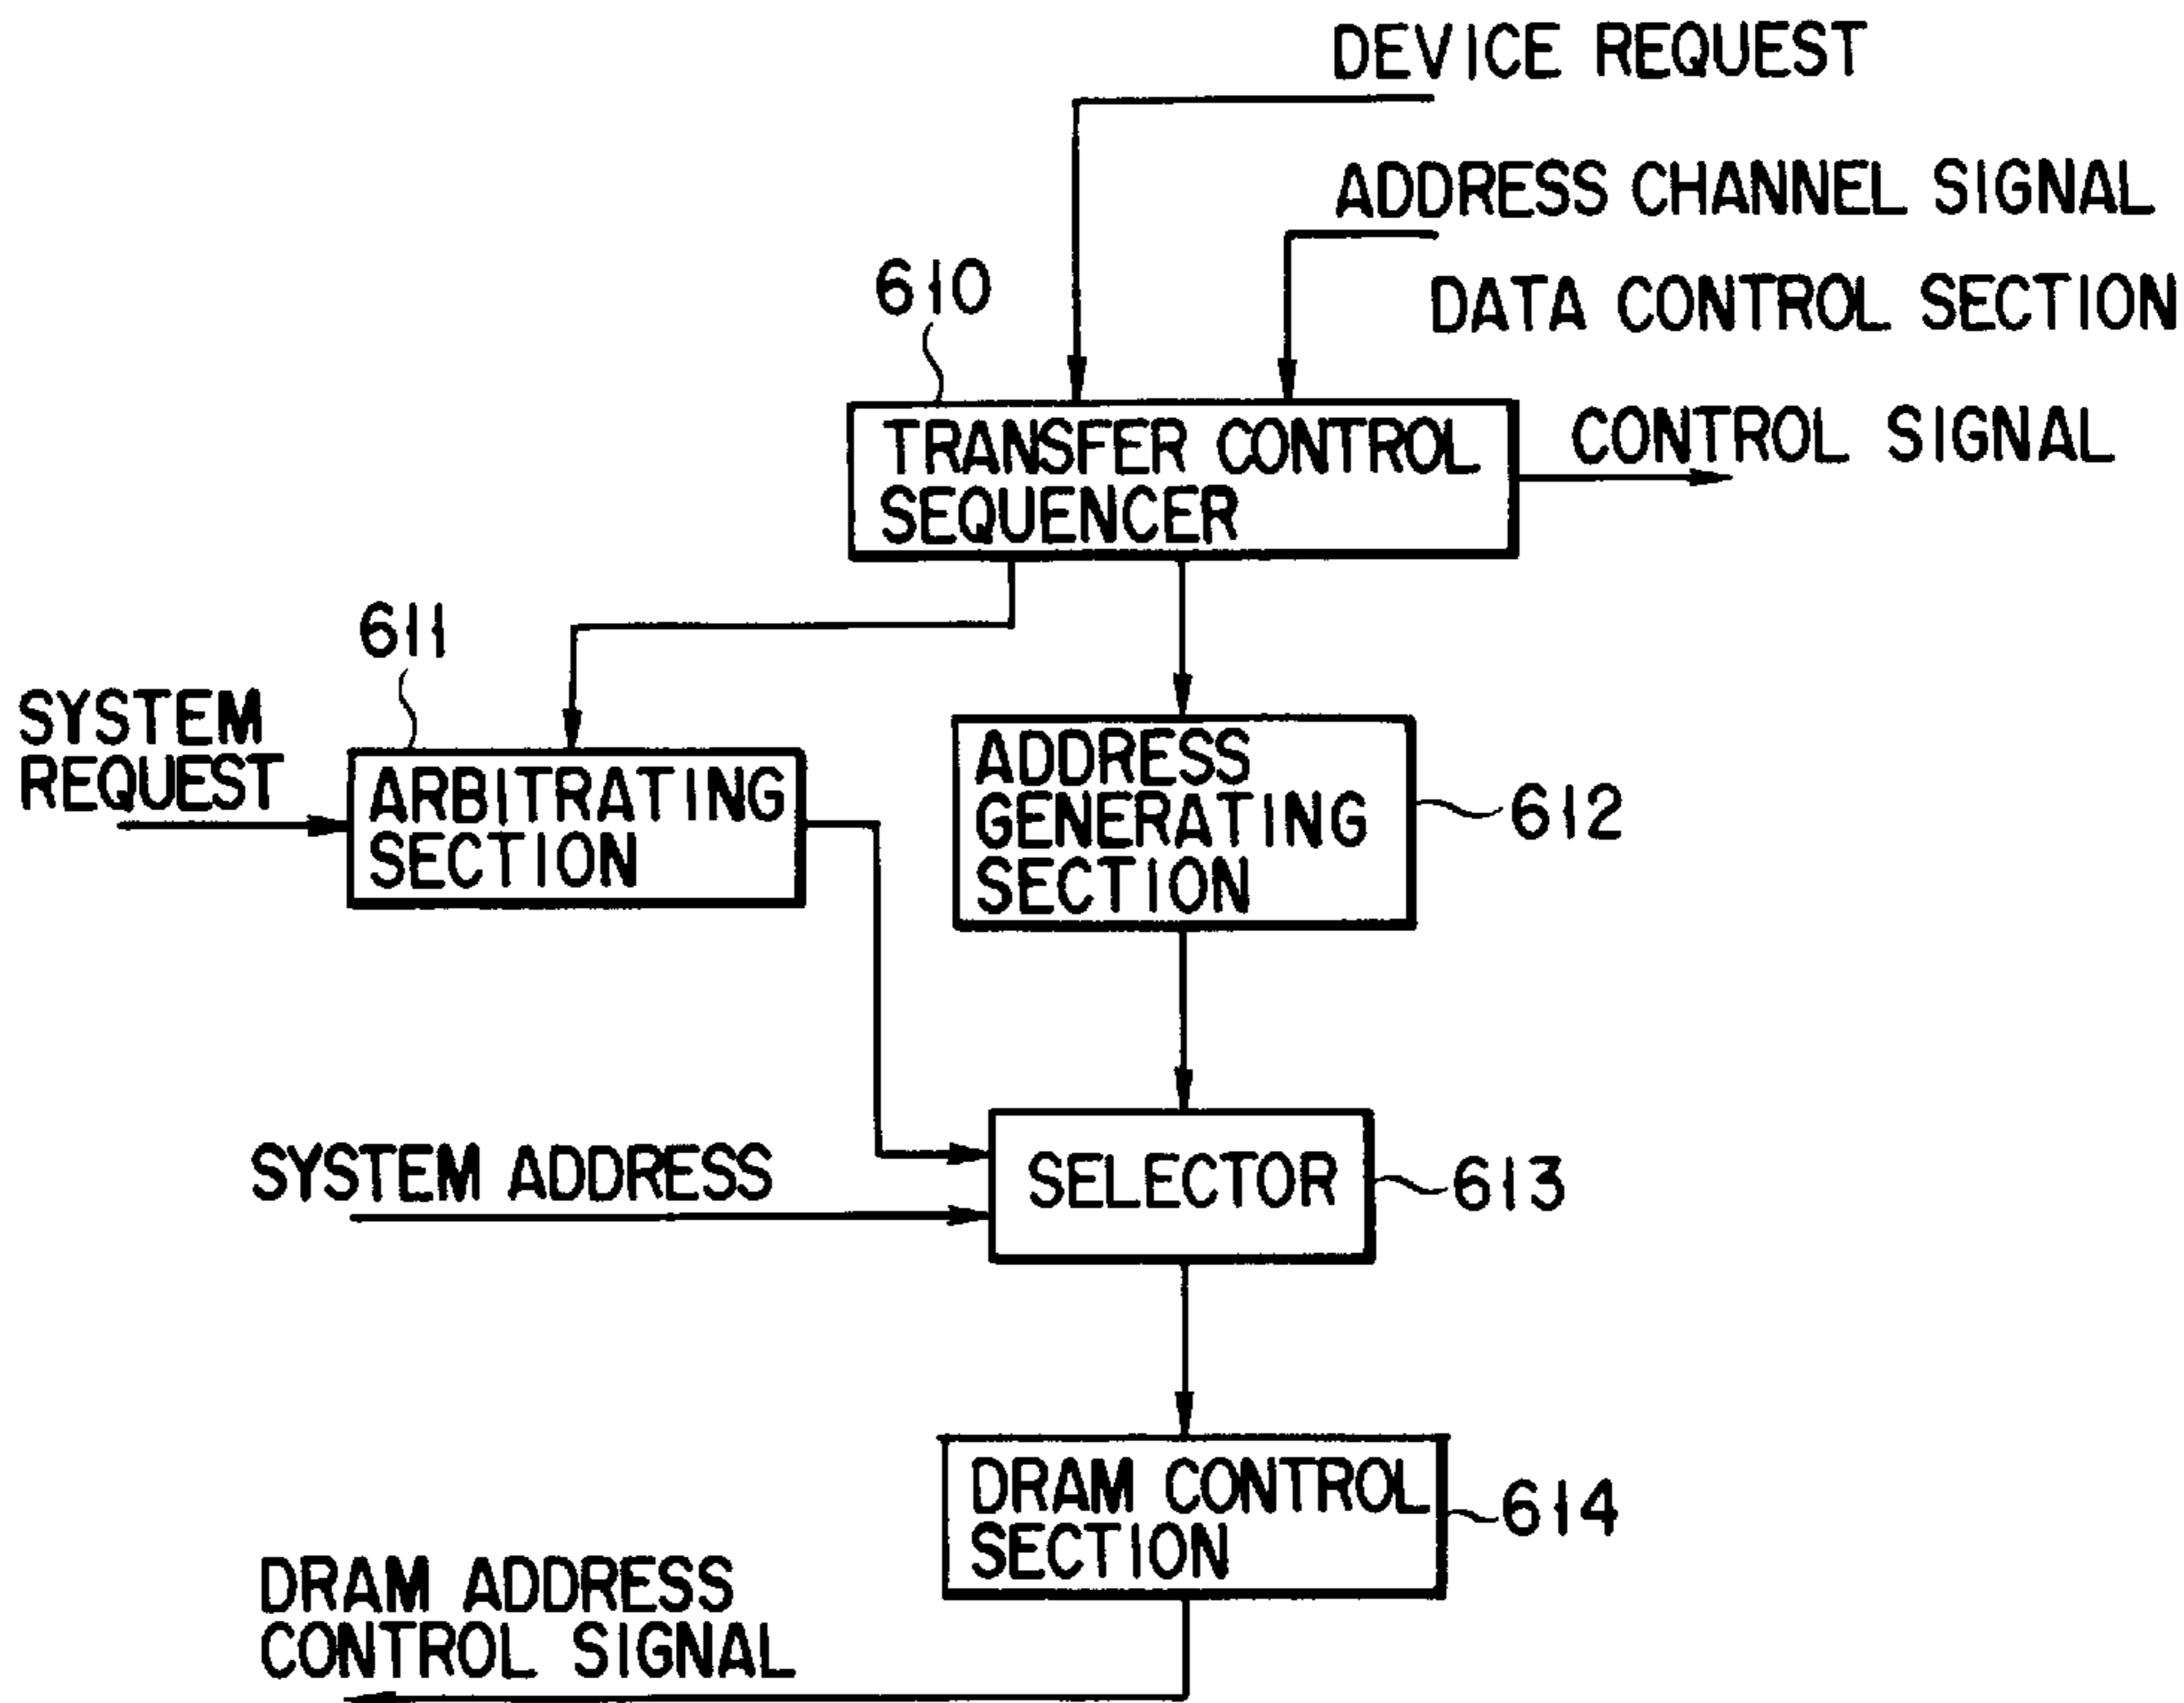 DEVICE REQUEST
ADDRESS CHANNEL SIGNAL
610
DATA CONTROL SECTION
TRANSFER CONTROL
SEQUENCER
CONTROL SIGNAL
611
SYSTEM
REQUEST
ARBITRATING
SECTION
ADDRESS
GENERATING
SECTION
612
SYSTEM ADDRESS
SELECTOR
613
DRAM CONTROL
SECTION
614
DRAM ADDRESS
CONTROL SIGNAL